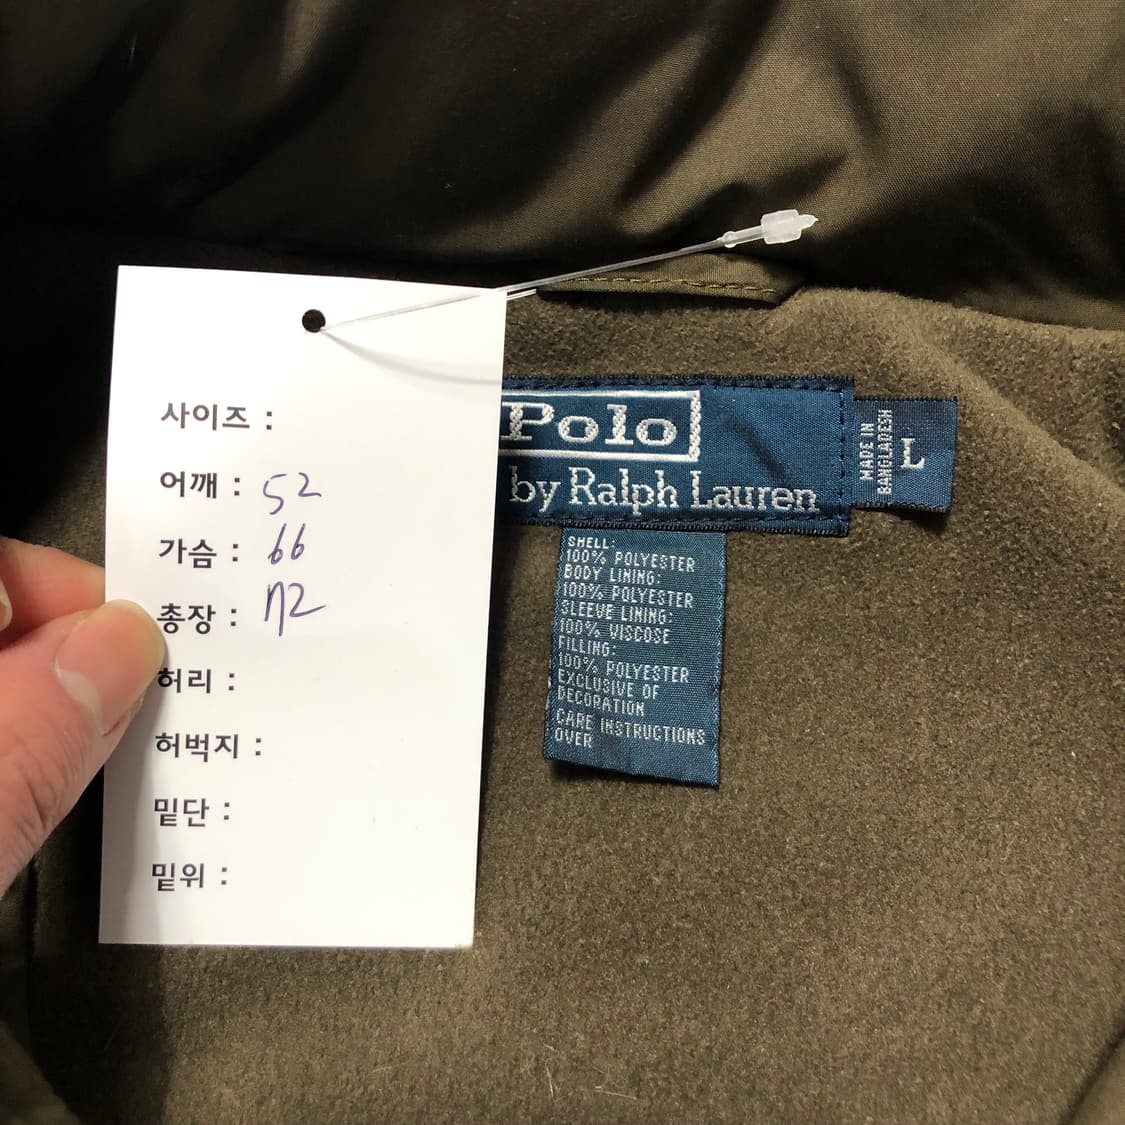 사이즈 :
어깨 : 52
가슴 : 66
총장 : 72
허리 :
허벅지 :
밑단 :
밑위 :
Polo
by Ralph Lauren
MADE IN
BANGLADESH
L
SHELL:
100% POLYESTER
BODY LINING:
100% POLYESTER
SLEEVE LINING:
100% VISCOSE
FILLING:
100% POLYESTER
EXCLUSIVE OF
DECORATION
CARE INSTRUCTIONS
OVER